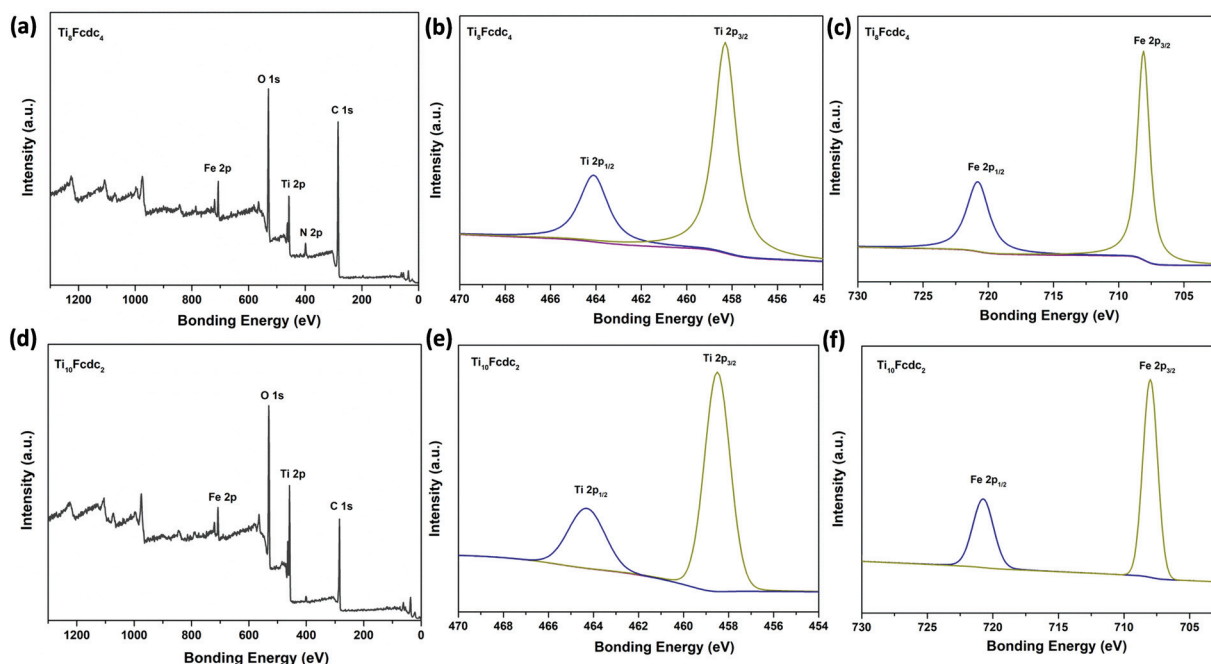 (a)
Ti₈Fcdc₄
O 1s
C 1s
Fe 2p
Ti 2p
N 2p
Intensity (a.u.)
1200 1000 800 600 400 200 0
Bonding Energy (eV)
(b)
Ti₈Fcdc₄
Ti 2p₃/₂
Ti 2p₁/₂
Intensity (a.u.)
470 466 464 462 460 458 456 45
Bonding Energy (eV)
(c)
Ti₈Fcdc₄
Fe 2p₃/₂
Fe 2p₁/₂
Intensity (a.u.)
730 725 720 715 710 705
Bonding Energy (eV)
(d)
Ti₁₀Fcdc₂
O 1s
Ti 2p
Fe 2p
C 1s
Intensity (a.u.)
1200 1000 800 600 400 200 0
Bonding Energy (eV)
(e)
Ti₁₀Fcdc₂
Ti 2p₃/₂
Ti 2p₁/₂
Intensity (a.u.)
470 466 464 462 460 458 456 454
Bonding Energy (eV)
(f)
Ti₁₀Fcdc₂
Fe 2p₃/₂
Fe 2p₁/₂
Intensity (a.u.)
730 725 720 715 710 705
Bonding Energy (eV)